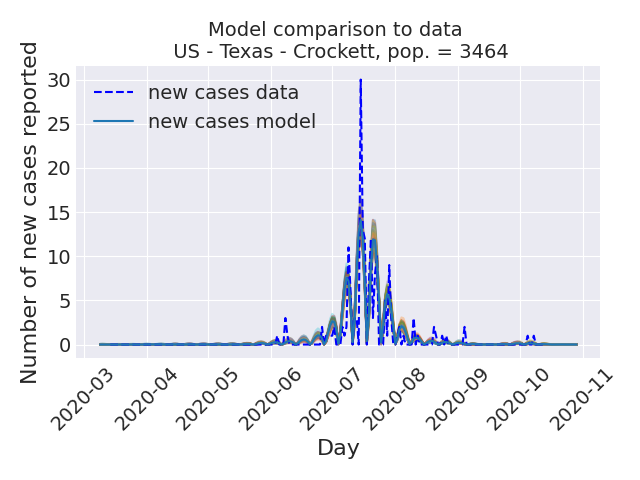 Model comparison to data
US - Texas - Crockett, pop. = 3464
Number of new cases reported
30
25
20
15
10
5
0
new cases data
new cases model
2020-03
2020-04
2020-05
2020-06
2020-07
2020-08
2020-09
2020-10
2020-11
Day